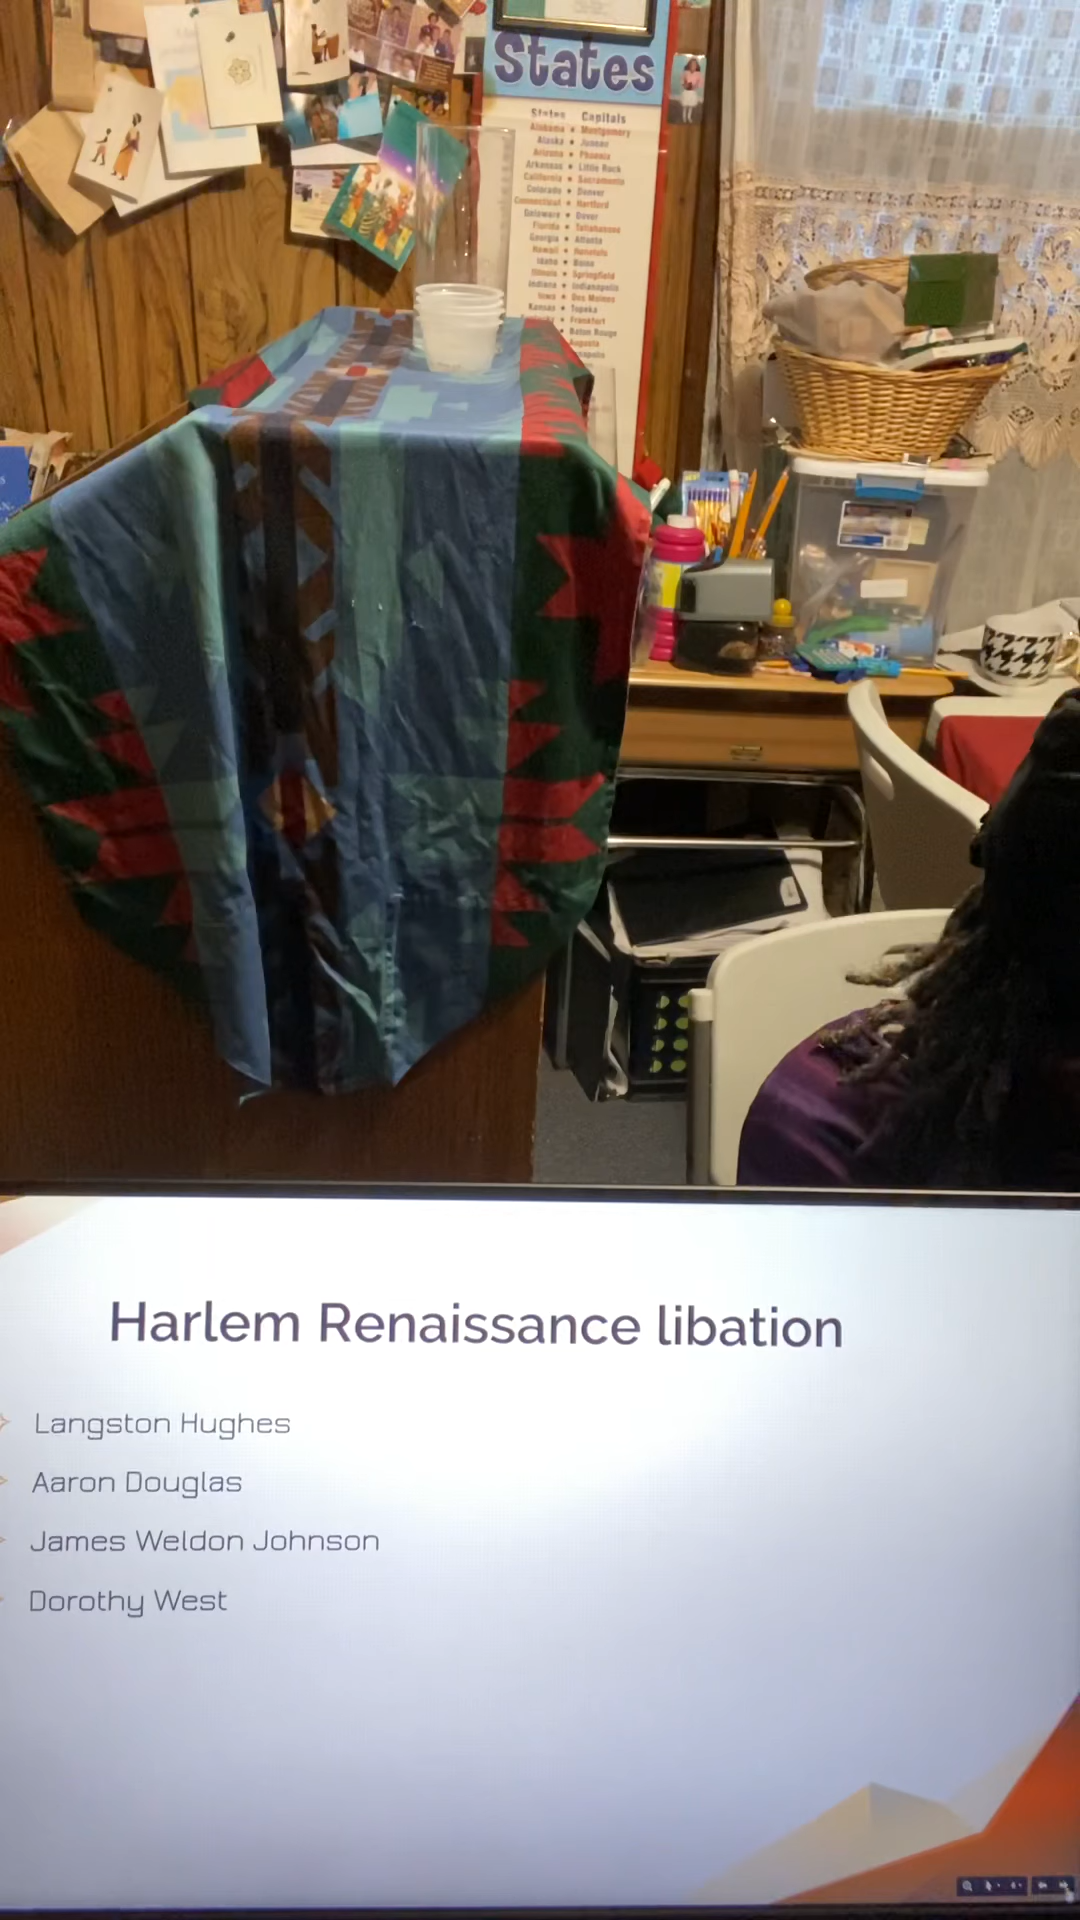 States
States Capitals
Alabama • Montgomery
Alaska • Juneau
Arizona • Phoenix
Arkansas • Little Rock
California • Sacramento
Colorado • Denver
Connecticut • Hartford
Delaware • Dover
Florida • Tallahassee
Georgia • Atlanta
Hawaii • Honolulu
Idaho • Boise
Illinois • Springfield
Indiana • Indianapolis
Iowa • Des Moines
Kansas • Topeka
Frankfort
Baton Rouge
Augusta
Harlem Renaissance libation
Langston Hughes
Aaron Douglas
James Weldon Johnson
Dorothy West